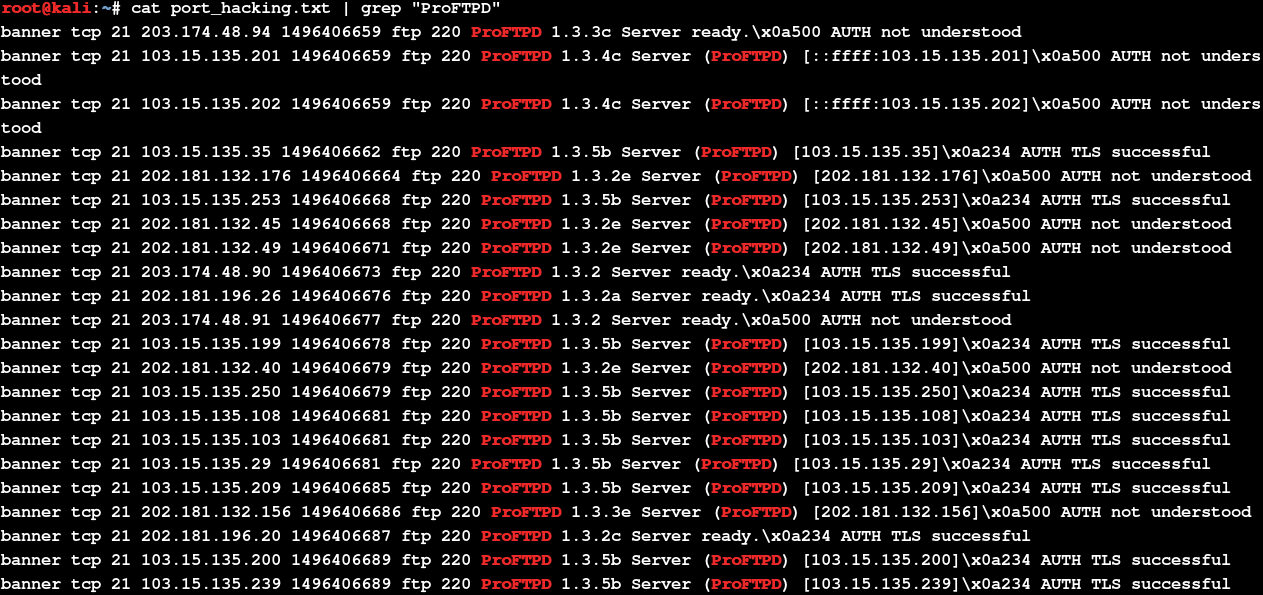 root@kali:~# cat port_hacking.txt | grep "ProFTPD"
banner tcp 21 203.174.48.94 1496406659 ftp 220 ProFTPD 1.3.3c Server ready.\x0a500 AUTH not understood
banner tcp 21 103.15.135.201 1496406659 ftp 220 ProFTPD 1.3.4c Server (ProFTPD) [::ffff:103.15.135.201]\x0a500 AUTH not unders
tood
banner tcp 21 103.15.135.202 1496406659 ftp 220 ProFTPD 1.3.4c Server (ProFTPD) [::ffff:103.15.135.202]\x0a500 AUTH not unders
tood
banner tcp 21 103.15.135.35 1496406662 ftp 220 ProFTPD 1.3.5b Server (ProFTPD) [103.15.135.35]\x0a234 AUTH TLS successful
banner tcp 21 202.181.132.176 1496406664 ftp 220 ProFTPD 1.3.2e Server (ProFTPD) [202.181.132.176]\x0a500 AUTH not understood
banner tcp 21 103.15.135.253 1496406668 ftp 220 ProFTPD 1.3.5b Server (ProFTPD) [103.15.135.253]\x0a234 AUTH TLS successful
banner tcp 21 202.181.132.45 1496406668 ftp 220 ProFTPD 1.3.2e Server (ProFTPD) [202.181.132.45]\x0a500 AUTH not understood
banner tcp 21 202.181.132.49 1496406671 ftp 220 ProFTPD 1.3.2e Server (ProFTPD) [202.181.132.49]\x0a500 AUTH not understood
banner tcp 21 203.174.48.90 1496406673 ftp 220 ProFTPD 1.3.2 Server ready.\x0a234 AUTH TLS successful
banner tcp 21 202.181.196.26 1496406676 ftp 220 ProFTPD 1.3.2a Server ready.\x0a234 AUTH TLS successful
banner tcp 21 203.174.48.91 1496406677 ftp 220 ProFTPD 1.3.2 Server ready.\x0a500 AUTH not understood
banner tcp 21 103.15.135.199 1496406678 ftp 220 ProFTPD 1.3.5b Server (ProFTPD) [103.15.135.199]\x0a234 AUTH TLS successful
banner tcp 21 202.181.132.40 1496406679 ftp 220 ProFTPD 1.3.2e Server (ProFTPD) [202.181.132.40]\x0a500 AUTH not understood
banner tcp 21 103.15.135.250 1496406679 ftp 220 ProFTPD 1.3.5b Server (ProFTPD) [103.15.135.250]\x0a234 AUTH TLS successful
banner tcp 21 103.15.135.108 1496406681 ftp 220 ProFTPD 1.3.5b Server (ProFTPD) [103.15.135.108]\x0a234 AUTH TLS successful
banner tcp 21 103.15.135.103 1496406681 ftp 220 ProFTPD 1.3.5b Server (ProFTPD) [103.15.135.103]\x0a234 AUTH TLS successful
banner tcp 21 103.15.135.29 1496406681 ftp 220 ProFTPD 1.3.5b Server (ProFTPD) [103.15.135.29]\x0a234 AUTH TLS successful
banner tcp 21 103.15.135.209 1496406685 ftp 220 ProFTPD 1.3.5b Server (ProFTPD) [103.15.135.209]\x0a234 AUTH TLS successful
banner tcp 21 202.181.132.156 1496406686 ftp 220 ProFTPD 1.3.3e Server (ProFTPD) [202.181.132.156]\x0a500 AUTH not understood
banner tcp 21 202.181.196.20 1496406687 ftp 220 ProFTPD 1.3.2c Server ready.\x0a234 AUTH TLS successful
banner tcp 21 103.15.135.200 1496406689 ftp 220 ProFTPD 1.3.5b Server (ProFTPD) [103.15.135.200]\x0a234 AUTH TLS successful
banner tcp 21 103.15.135.239 1496406689 ftp 220 ProFTPD 1.3.5b Server (ProFTPD) [103.15.135.239]\x0a234 AUTH TLS successful